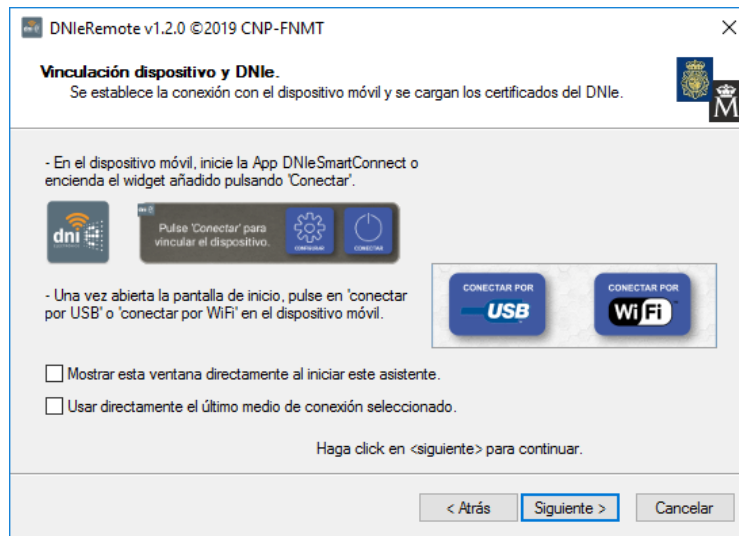 DNIeRemote v1.2.0 ©2019 CNP-FNMT
Vinculación dispositivo y DNIe.
Se establece la conexión con el dispositivo móvil y se cargan los certificados del DNIe.
M
- En el dispositivo móvil, inicie la App DNIeSmartConnect o
encienda el widget añadido pulsando 'Conectar'.
dni
Pulse 'Conectar' para
vincular el dispositivo.
CONFIGURAR
CONECTAR
- Una vez abierta la pantalla de inicio, pulse en 'conectar
por USB' o 'conectar por WiFi' en el dispositivo móvil.
CONECTAR POR
USB
CONECTAR POR
WiFi
Mostrar esta ventana directamente al iniciar este asistente.
Usar directamente el último medio de conexión seleccionado.
Haga click en <siguiente> para continuar.
< Atrás
Siguiente >
Cancelar